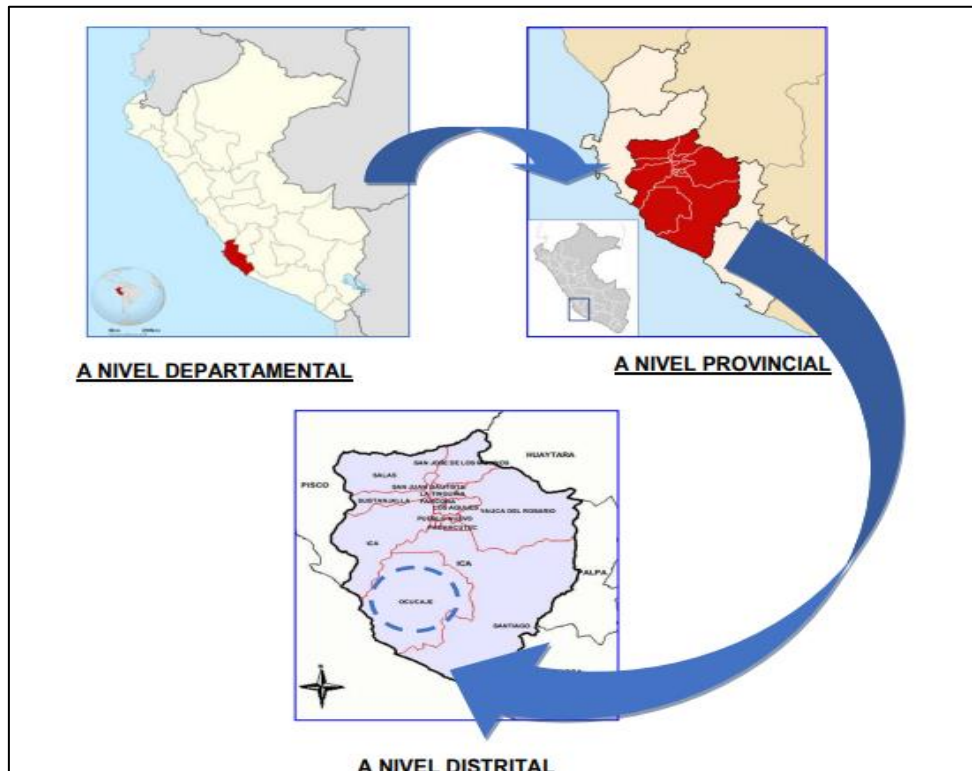 A NIVEL DEPARTAMENTAL
A NIVEL PROVINCIAL
HUAYTARA
SAN JOSE DE LOS
PISCO
SALAS
SAN JUAN BAUTISTA
LA TINGUIÑA
SUBTANJALLA
PARCONA
LOS AQUIJES
YAUCA DEL ROSARIO
PUEBLO NUEVO
PACHACUTEC
ICA
ICA
PALPA
OCUCAJE
SANTIAGO
A NIVEL DISTRITAL